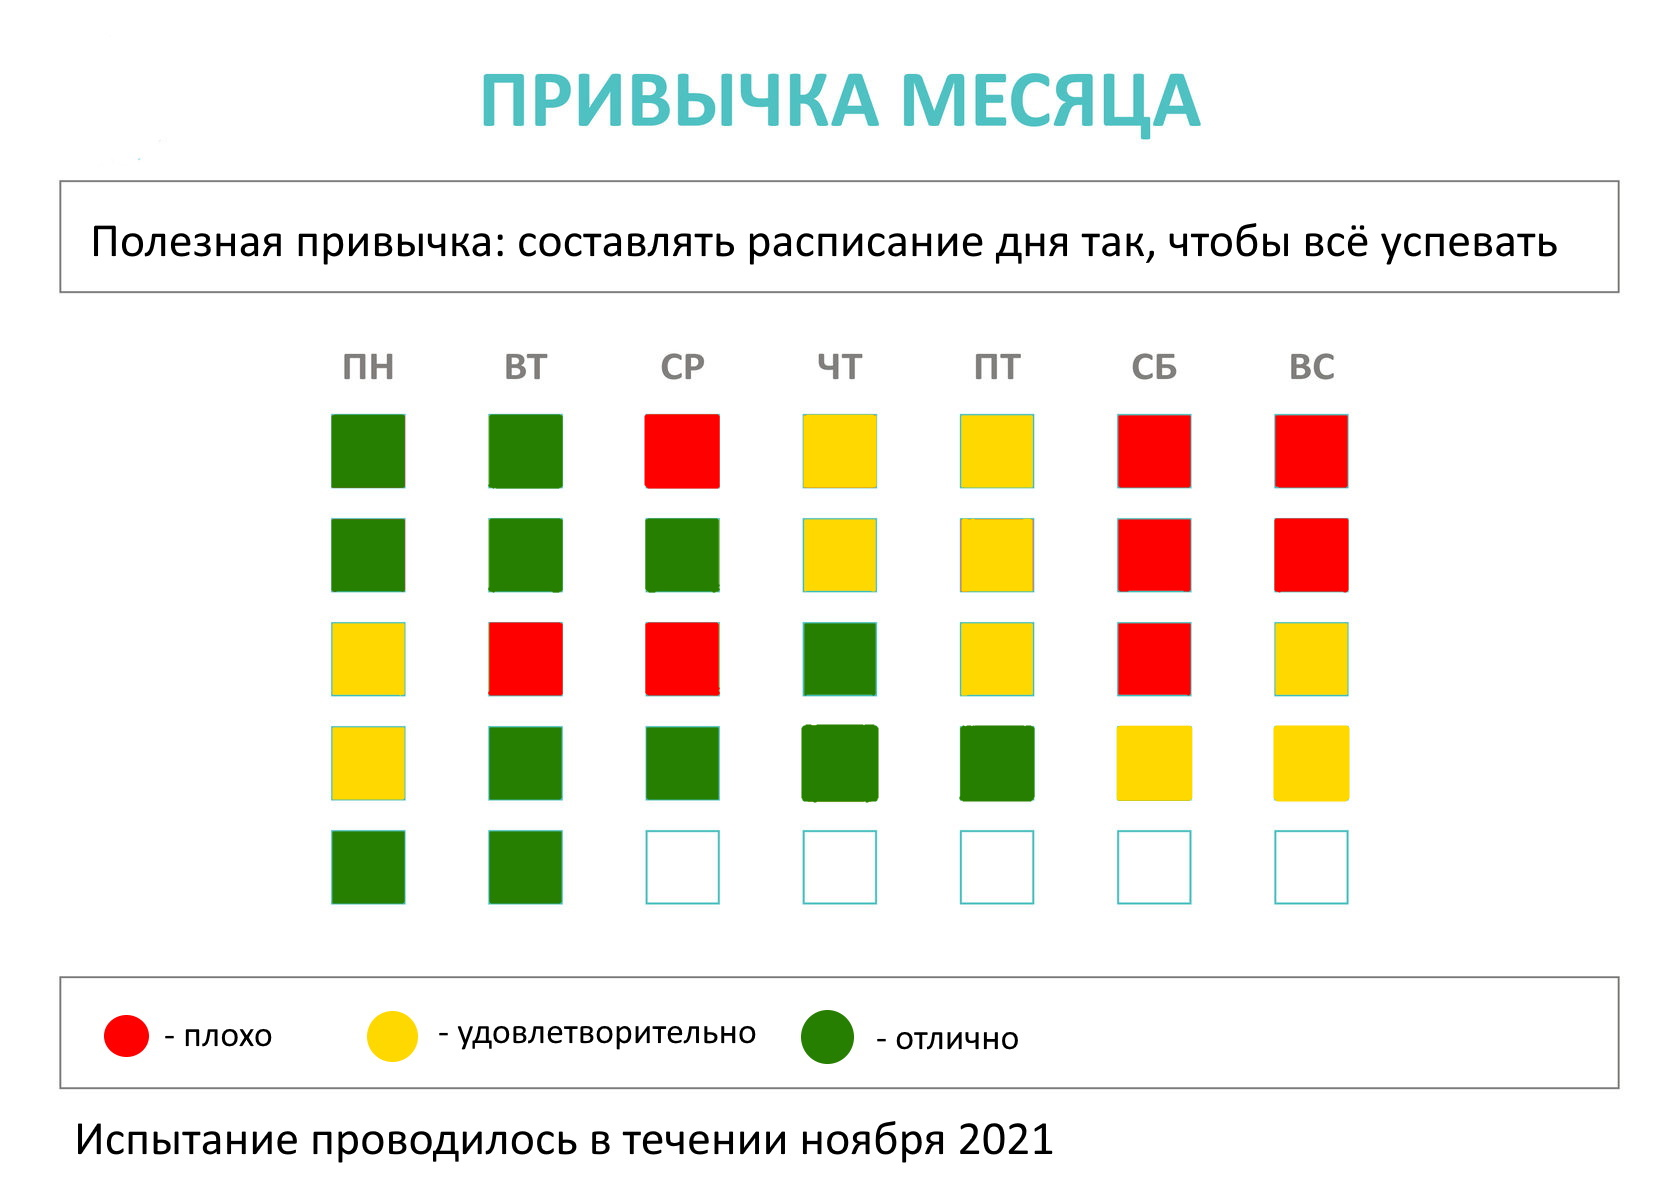 ПРИВЫЧКА МЕСЯЦА
Полезная привычка: составлять расписание дня так, чтобы всё успевать
ПН ВТ СР ЧТ ПТ СБ ВС
- плохо - удовлетворительно - отлично
Испытание проводилось в течении ноября 2021